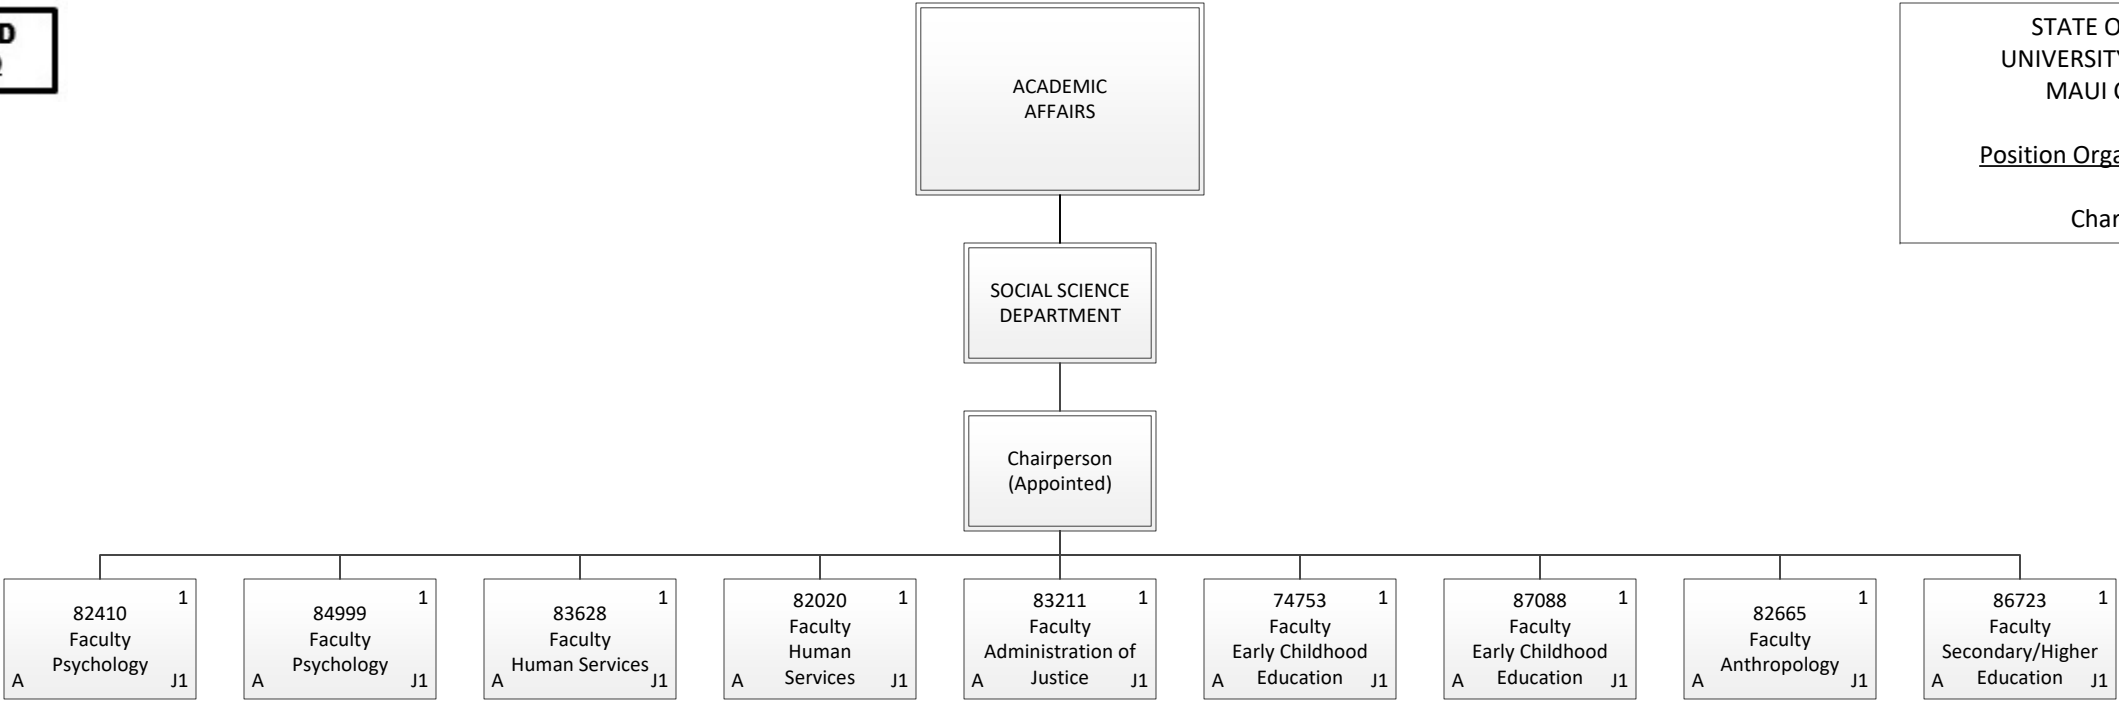 ACADEMIC
AFFAIRS
STATE O
UNIVERSITY
MAUI
Position Orga
Char
SOCIAL SCIENCE
DEPARTMENT
Chairperson
(Appointed)
1
82410
Faculty
Psychology
A J1
1
84999
Faculty
Psychology
A J1
1
83628
Faculty
Human Services
A J1
82020 1
Faculty
Human
Services
A J1
83211 1
Faculty
Administration of
Justice
A J1
74753 1
Faculty
Early Childhood
Education
A J1
87088 1
Faculty
Early Childhood
Education
A J1
1
82665
Faculty
Anthropology
A J1
86723 1
Faculty
Secondary/Higher
Education
A J1